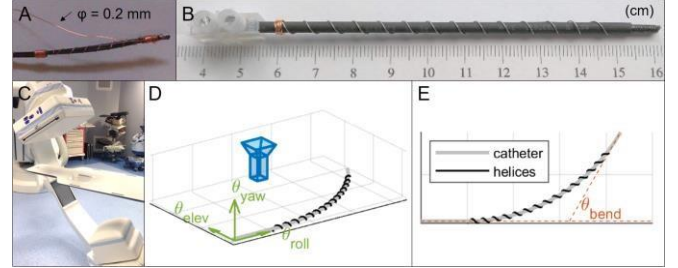 A
φ = 0.2 mm
B
(cm)
4 5 6 7 8 9 10 11 12 13 14 15 16
C
D
θyaw
θelev
θroll
E
catheter
helices
θbend